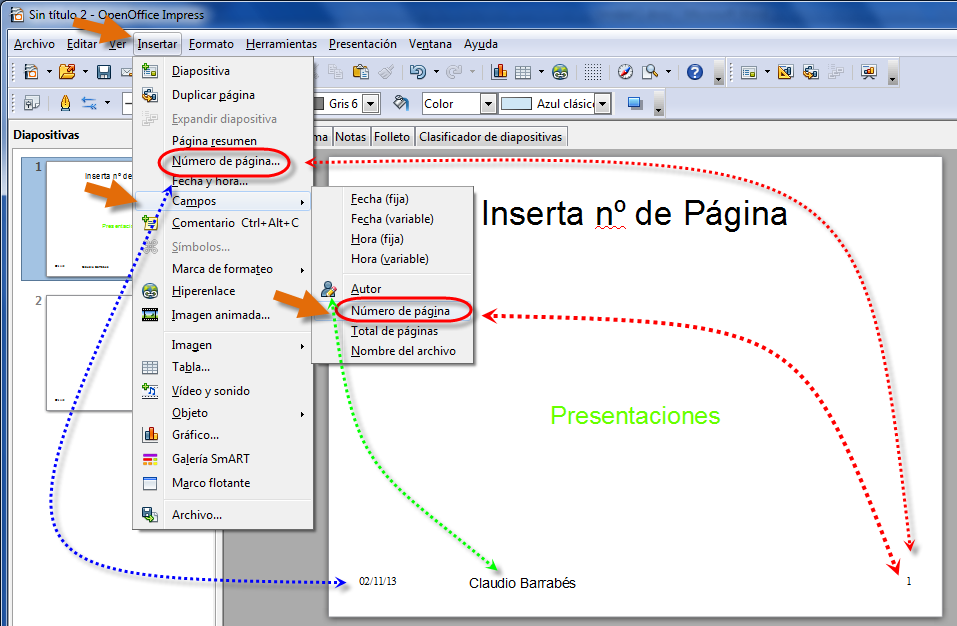 Sin título 2 - OpenOffice Impress
Archivo Editar Ver Insertar Formato Herramientas Presentación Ventana Ayuda
Gris 6 Color Azul clásico
Diapositivas
Notas Folleto Clasificador de diapositivas
Diapositiva
Duplicar página
Expandir diapositiva
Página resumen
Número de página...
Fecha y hora...
Campos
Comentario Ctrl+Alt+C
Símbolos...
Marca de formateo
Hiperenlace
Imagen animada...
Imagen
Tabla...
Vídeo y sonido
Objeto
Gráfico...
Galería SmART
Marco flotante
Archivo...
Fecha (fija)
Fecha (variable)
Hora (fija)
Hora (variable)
Autor
Número de página
Total de páginas
Nombre del archivo
1
Inserta nº de
2
Inserta nº de Página
Presentaciones
02/11/13
Claudio Barrabés
1